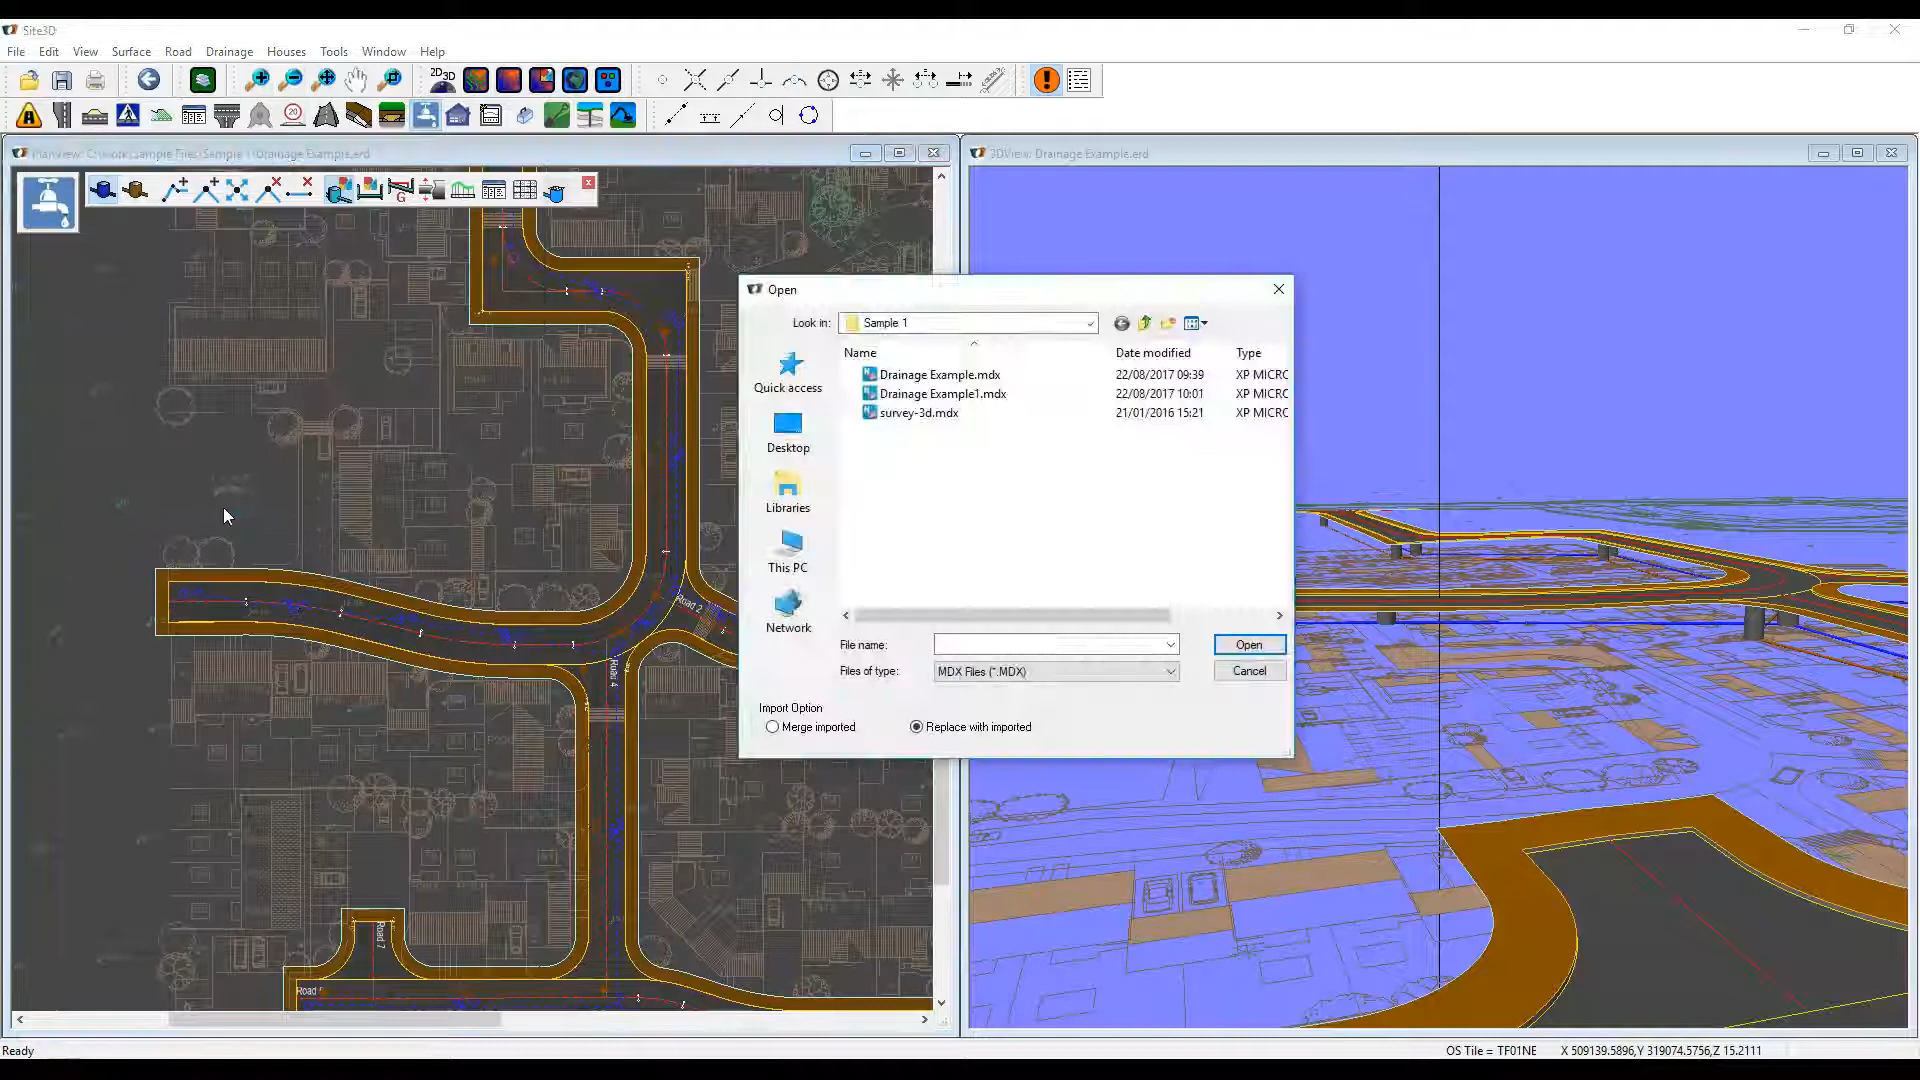 Site3D
File Edit View Surface Road Drainage Houses Tools Window Help
2D3D
20
3DView: Drainage Example.erd
G
Open
Look in: Sample 1
Name Date modified Type
Drainage Example.mdx 22/08/2017 09:39 XP MICRO
Drainage Example1.mdx 22/08/2017 10:01 XP MICRO
survey-3d.mdx 21/01/2016 15:21 XP MICRO
Quick access
Desktop
Libraries
This PC
Network
File name: Open
Files of type: MDX Files (*.MDX) Cancel
Import Option
Merge imported Replace with imported
Road 2
Road 4
Road 7
Road
Ready OS Tile = TF01NE X 509139.5896,Y 319074.5756,Z 15.2111